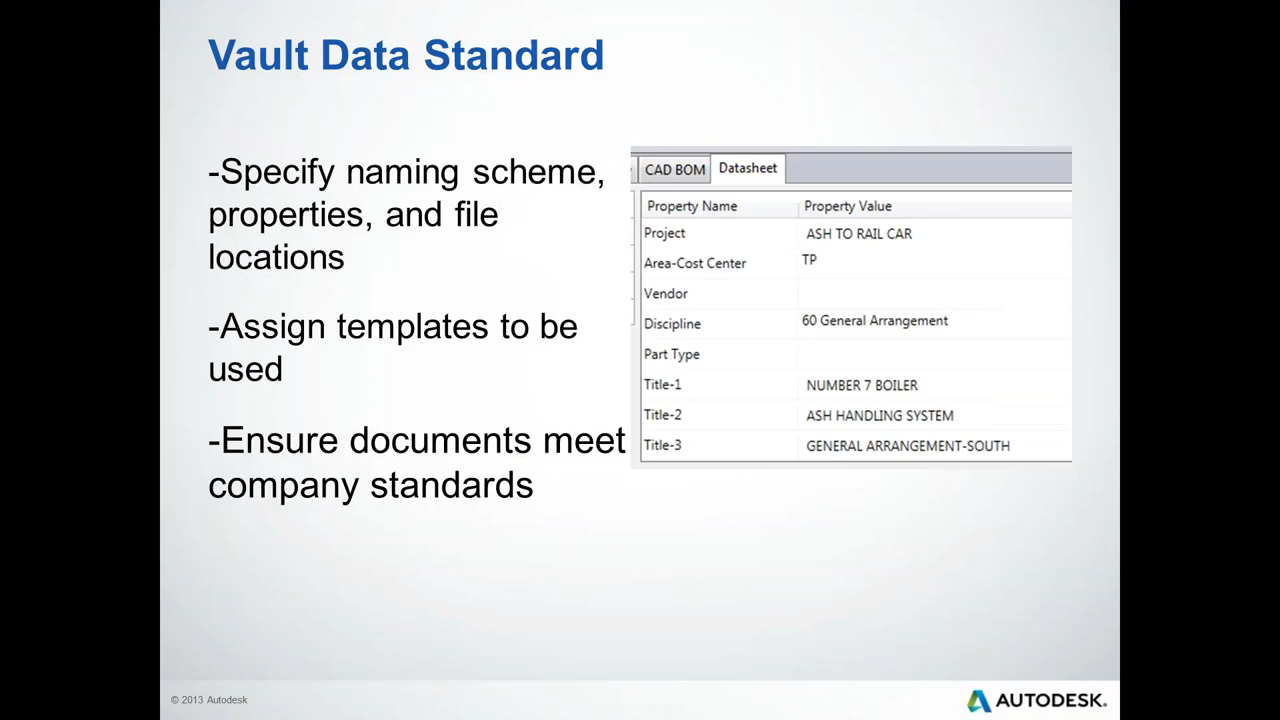 Vault Data Standard
-Specify naming scheme,
properties, and file
locations
-Assign templates to be
used
-Ensure documents meet
company standards
CAD BOM Datasheet
Property Name Property Value
Project ASH TO RAIL CAR
Area-Cost Center TP
Vendor
Discipline 60 General Arrangement
Part Type
Title-1 NUMBER 7 BOILER
Title-2 ASH HANDLING SYSTEM
Title-3 GENERAL ARRANGEMENT-SOUTH
© 2013 Autodesk
AUTODESK.